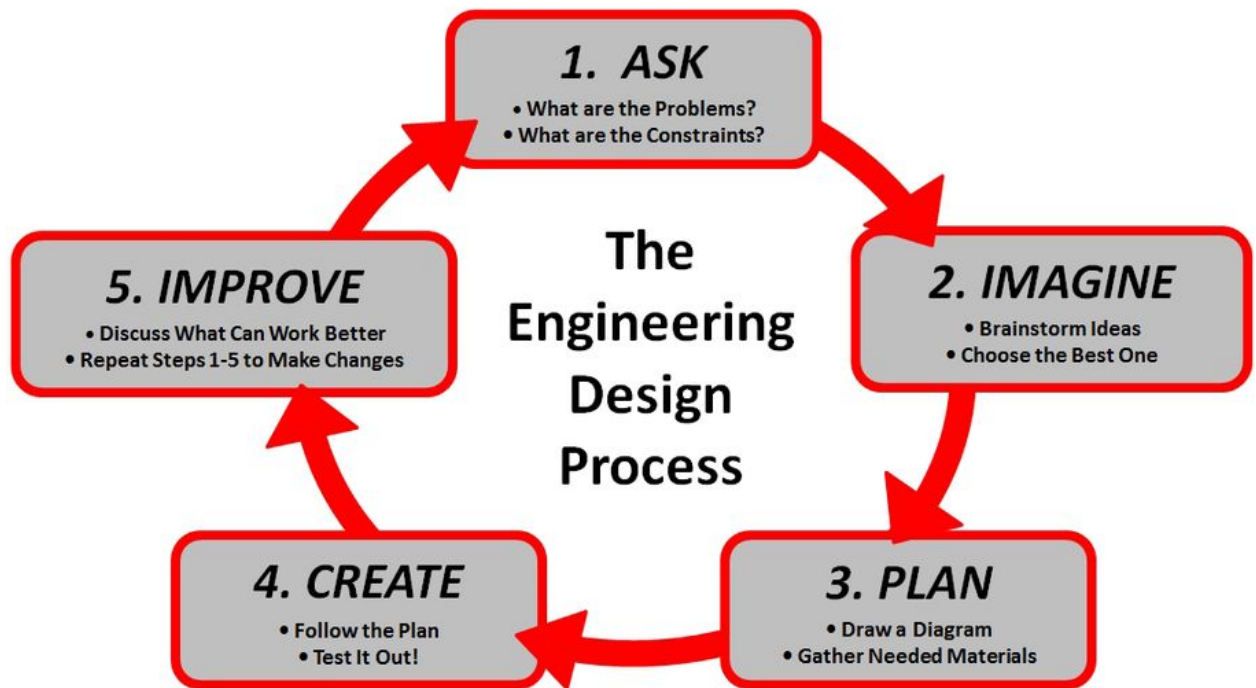 1. ASK
• What are the Problems?
• What are the Constraints?
The
Engineering
Design
Process
2. IMAGINE
• Brainstorm Ideas
• Choose the Best One
3. PLAN
• Draw a Diagram
• Gather Needed Materials
4. CREATE
• Follow the Plan
• Test It Out!
5. IMPROVE
• Discuss What Can Work Better
• Repeat Steps 1-5 to Make Changes